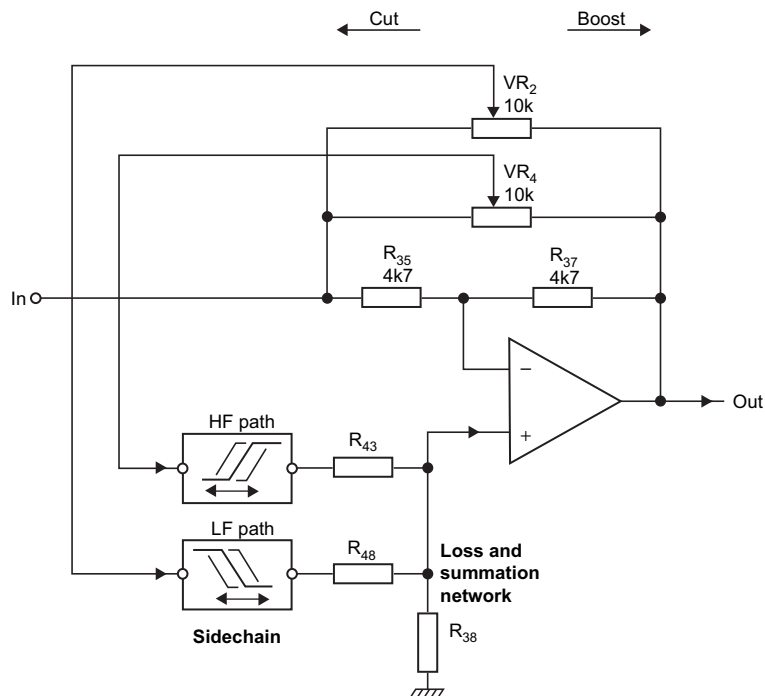 Cut
Boost
VR2
10k
VR4
10k
R35
4k7
R37
4k7
In
−
Out
+
HF path
R43
LF path
R48
Loss and
summation
network
R38
Sidechain